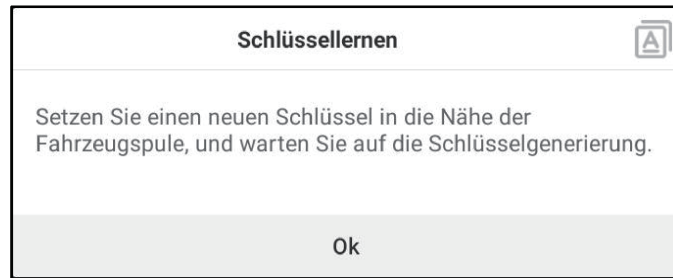 Schlüssellernen
A
Setzen Sie einen neuen Schlüssel in die Nähe der
Fahrzeugspule, und warten Sie auf die Schlüsselgenerierung.
Ok